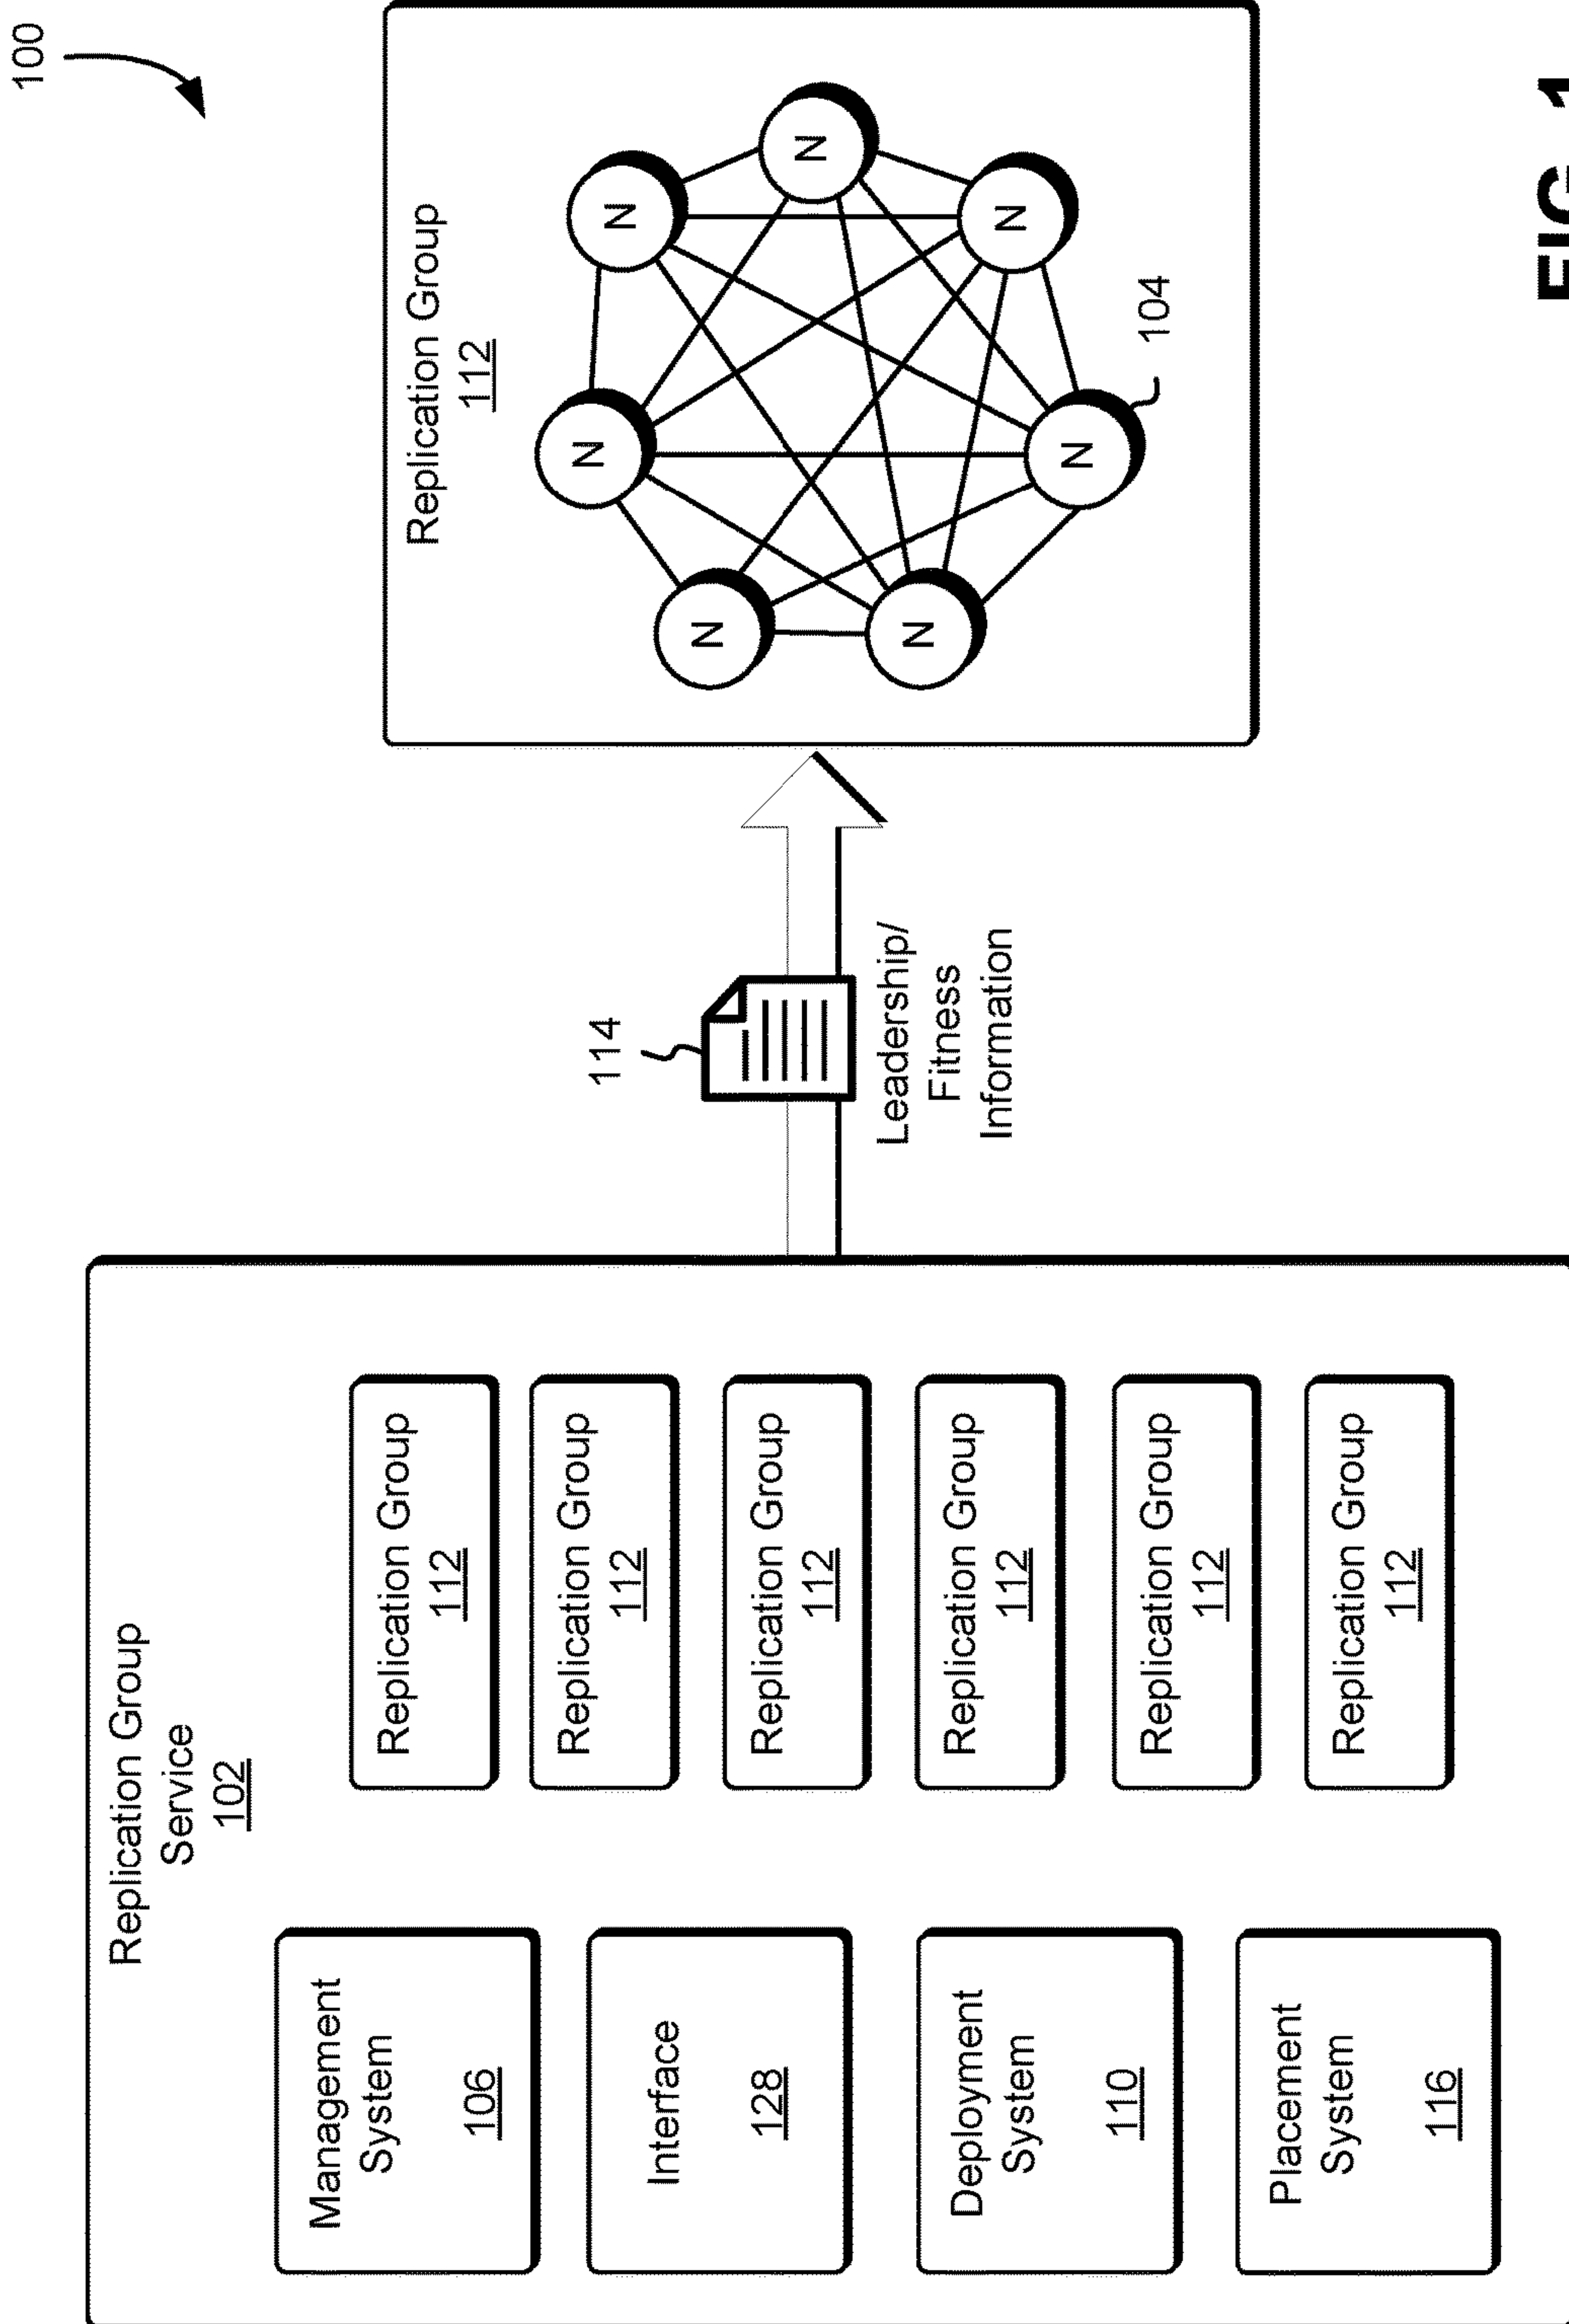 100
Replication Group
Service
102
Management
System
106
Interface
128
Deployment
System
110
Placement
System
116
Replication Group
112
Replication Group
112
Replication Group
112
Replication Group
112
Replication Group
112
Replication Group
112
114
Leadership/
Fitness
Information
Replication Group
112
N
N
N
N
N
N
N
104
FIG. 1